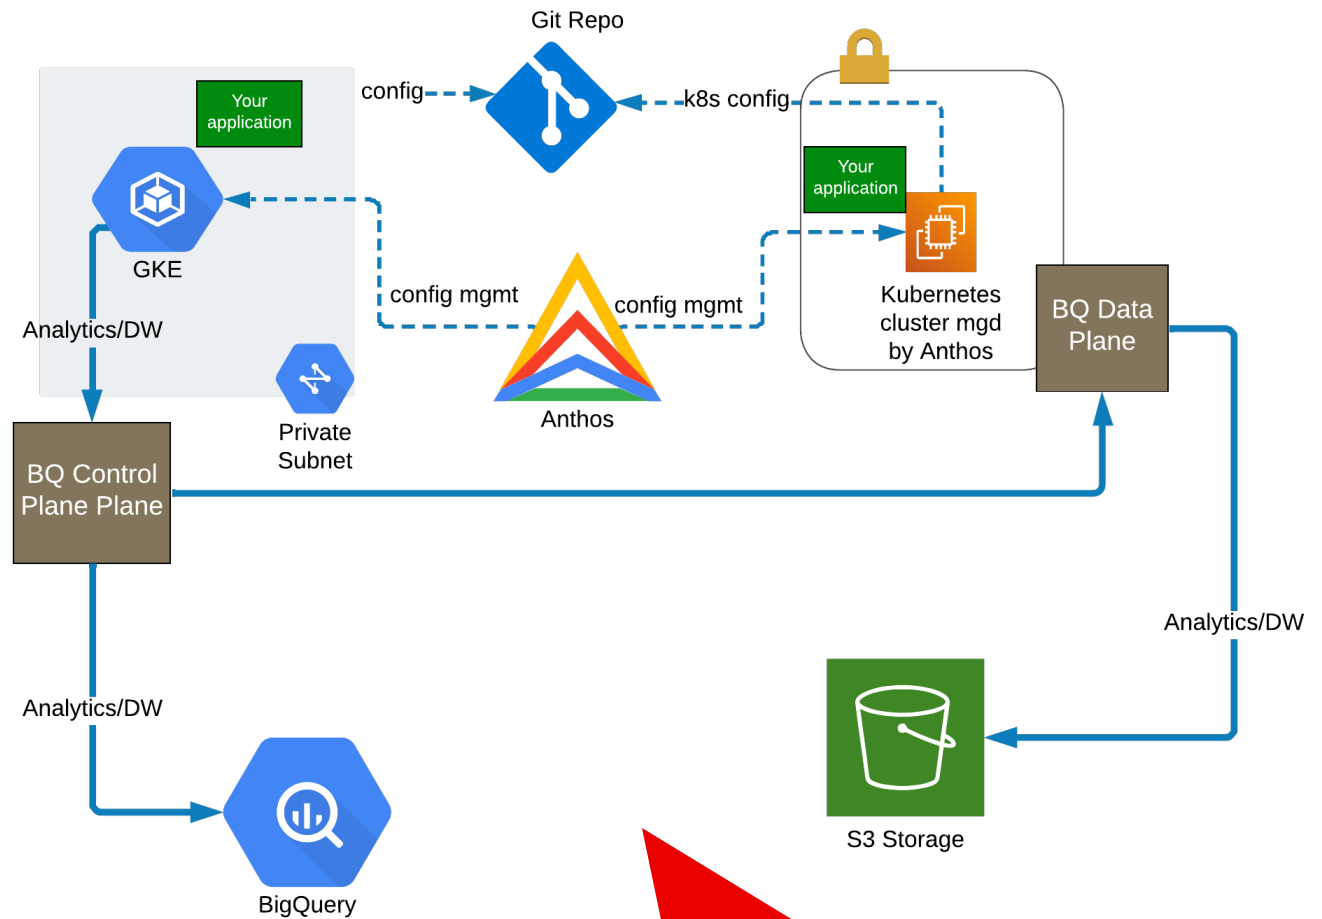 Git Repo
Your
application
config
k8s config
Your
application
GKE
config mgmt
config mgmt
Kubernetes
cluster mgd
by Anthos
BQ Data
Plane
Analytics/DW
Anthos
Private
Subnet
BQ Control
Plane Plane
Analytics/DW
Analytics/DW
S3 Storage
BigQuery